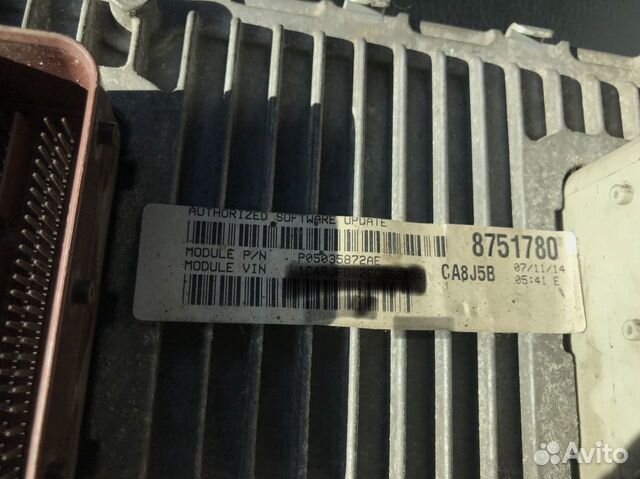 AUTHORIZED SOFTWARE UPDATE
MODULE P/N P05035872AE
MODULE VIN
8751780
CA8J5B
07/11/14
05:41 E
Avito